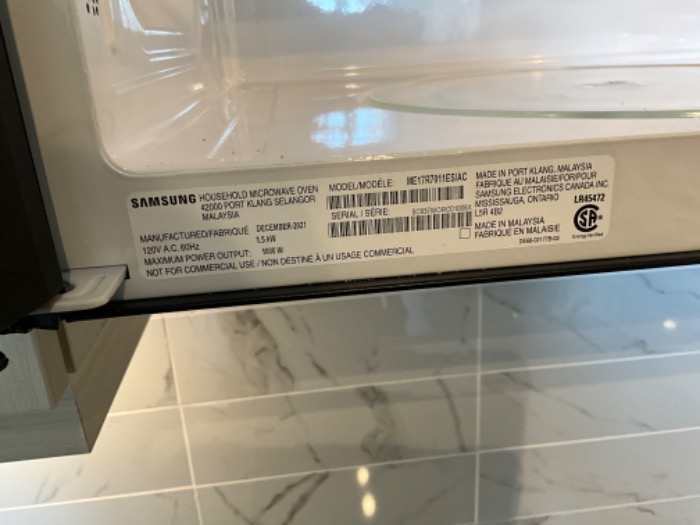 SAMSUNG HOUSEHOLD MICROWAVE OVEN
42000 PORT KLANG SELANGOR
MALAYSIA
MANUFACTURED/FABRIQUÉ DECEMBER-2021
120V A.C. 60Hz 1.5 kW
MAXIMUM POWER OUTPUT: 1000 W
NOT FOR COMMERCIAL USE / NON DESTINÉ À UN USAGE COMMERCIAL
MODEL/MODÈLE: ME17R7011ES/AC
SERIAL / SÉRIE:
MADE IN PORT KLANG, MALAYSIA
FABRIQUÉ AU MALAISIE/FOR/POUR
SAMSUNG ELECTRONICS CANADA INC.
MISSISSAUGA, ONTARIO
L5R 4B2
MADE IN MALAYSIA
FABRIQUÉ EN MALAISIE
LR45472
Energy Verified